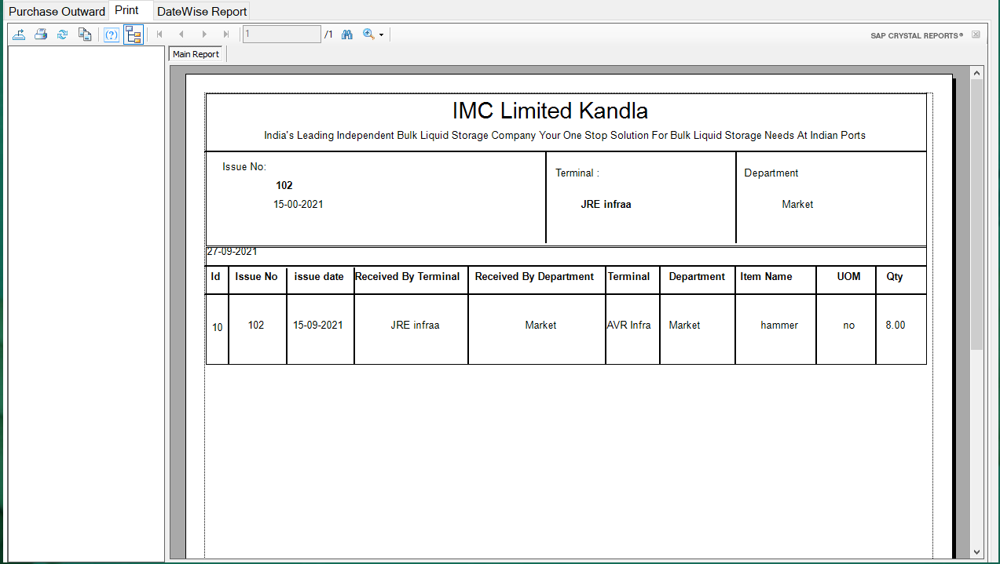 Purchase Outward Print DateWise Report
1 /1 SAP CRYSTAL REPORTS®
Main Report
IMC Limited Kandla
India's Leading Independent Bulk Liquid Storage Company Your One Stop Solution For Bulk Liquid Storage Needs At Indian Ports
Issue No:
102
15-00-2021
Terminal :
JRE infraa
Department
Market
27-09-2021
Id Issue No issue date Received By Terminal Received By Department Terminal Department Item Name UOM Qty
10 102 15-09-2021 JRE infraa Market AVR Infra Market hammer no 8.00